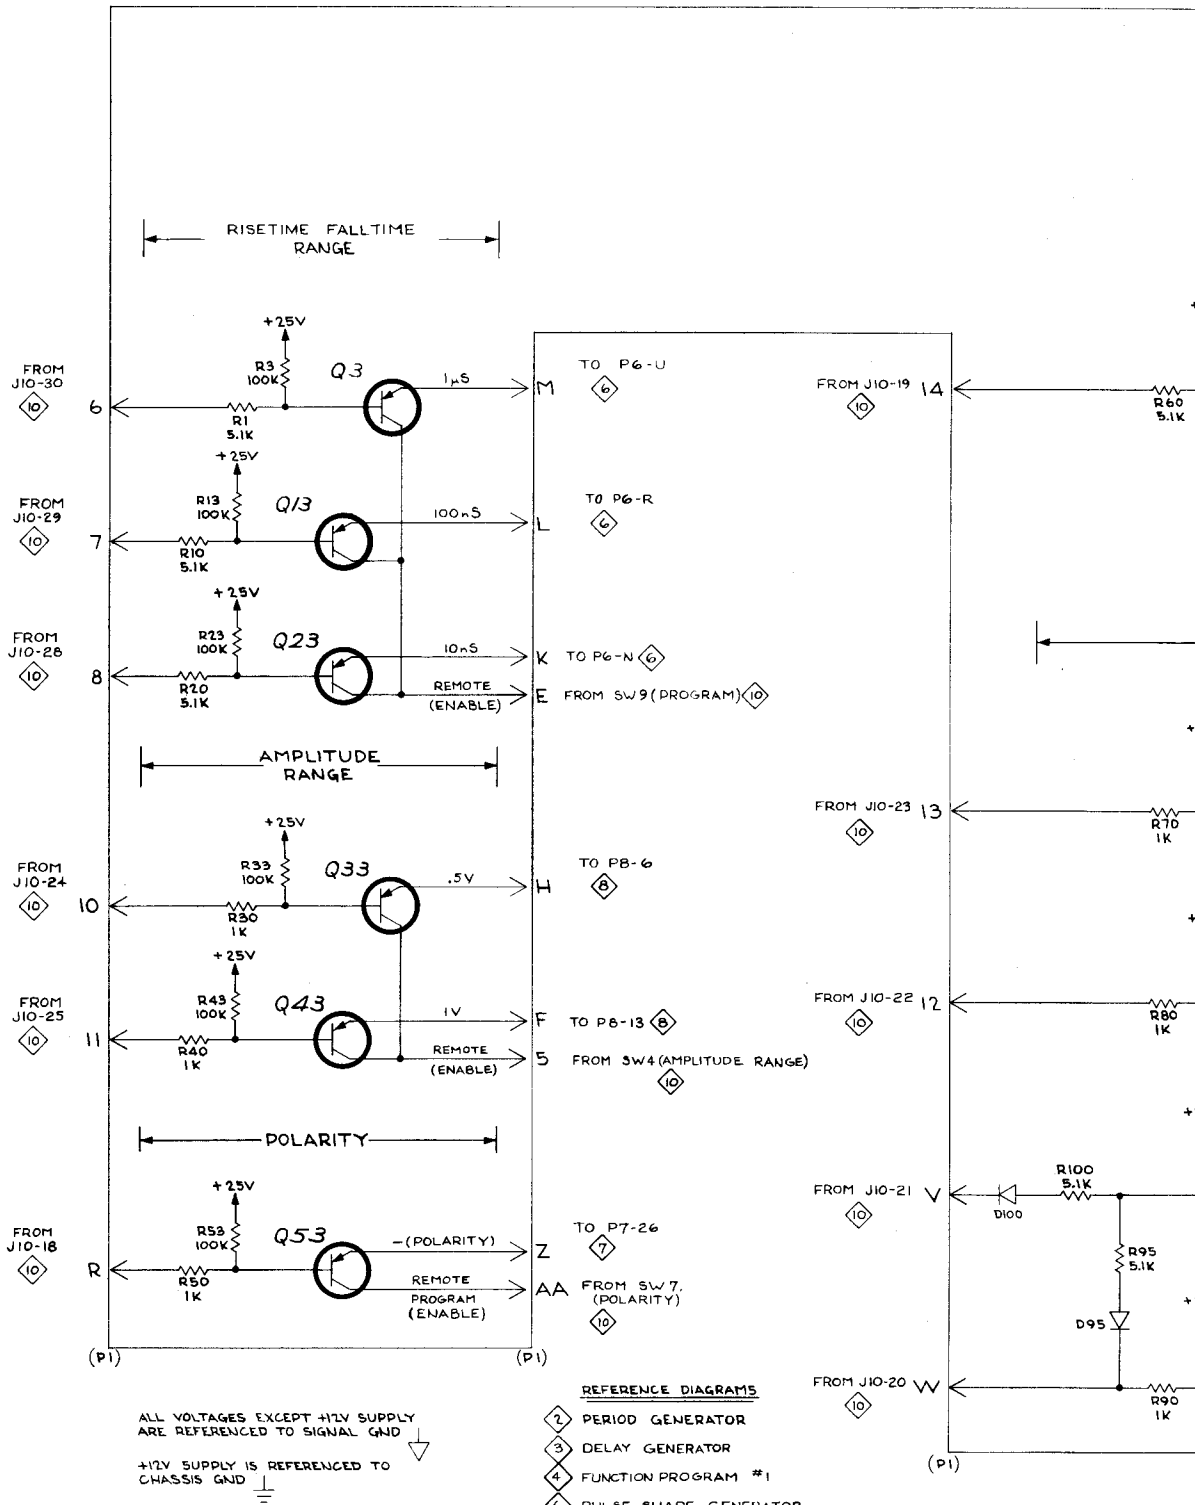 RISETIME FALLTIME
RANGE
+25V
FROM
J10-30
10
6
R3
100K
Q3
R1
5.1K
1µS
M
TO P6-U
6
FROM J10-19
10
14
R60
5.1K
+25V
FROM
J10-29
10
7
R13
100K
Q13
R10
5.1K
100nS
L
TO P6-R
6
+25V
FROM
J10-28
10
8
R23
100K
Q23
R20
5.1K
10nS
K
TO P6-N
6
REMOTE
(ENABLE)
E
FROM SW9 (PROGRAM)
10
AMPLITUDE
RANGE
+25V
FROM
J10-24
10
10
R33
100K
Q33
R30
1K
.5V
H
TO P8-6
8
FROM J10-23
10
13
R70
1K
+25V
FROM
J10-25
10
11
R43
100K
Q43
R40
1K
1V
F
TO P8-13
8
REMOTE
(ENABLE)
5
FROM SW4 (AMPLITUDE RANGE)
10
FROM J10-22
10
12
R80
1K
POLARITY
+25V
FROM
J10-18
10
R
R53
100K
Q53
R50
1K
-(POLARITY)
Z
TO P7-26
7
REMOTE
PROGRAM
(ENABLE)
AA
FROM SW7,
(POLARITY)
10
FROM J10-21
10
V
D100
R100
5.1K
R95
5.1K
D95
FROM J10-20
10
W
R90
1K
(P1)
(P1)
(P1)
ALL VOLTAGES EXCEPT +12V SUPPLY
ARE REFERENCED TO SIGNAL GND
+12V SUPPLY IS REFERENCED TO
CHASSIS GND
REFERENCE DIAGRAMS
2 PERIOD GENERATOR
3 DELAY GENERATOR
4 FUNCTION PROGRAM #1
6 PULSE SHAPE GENERATOR